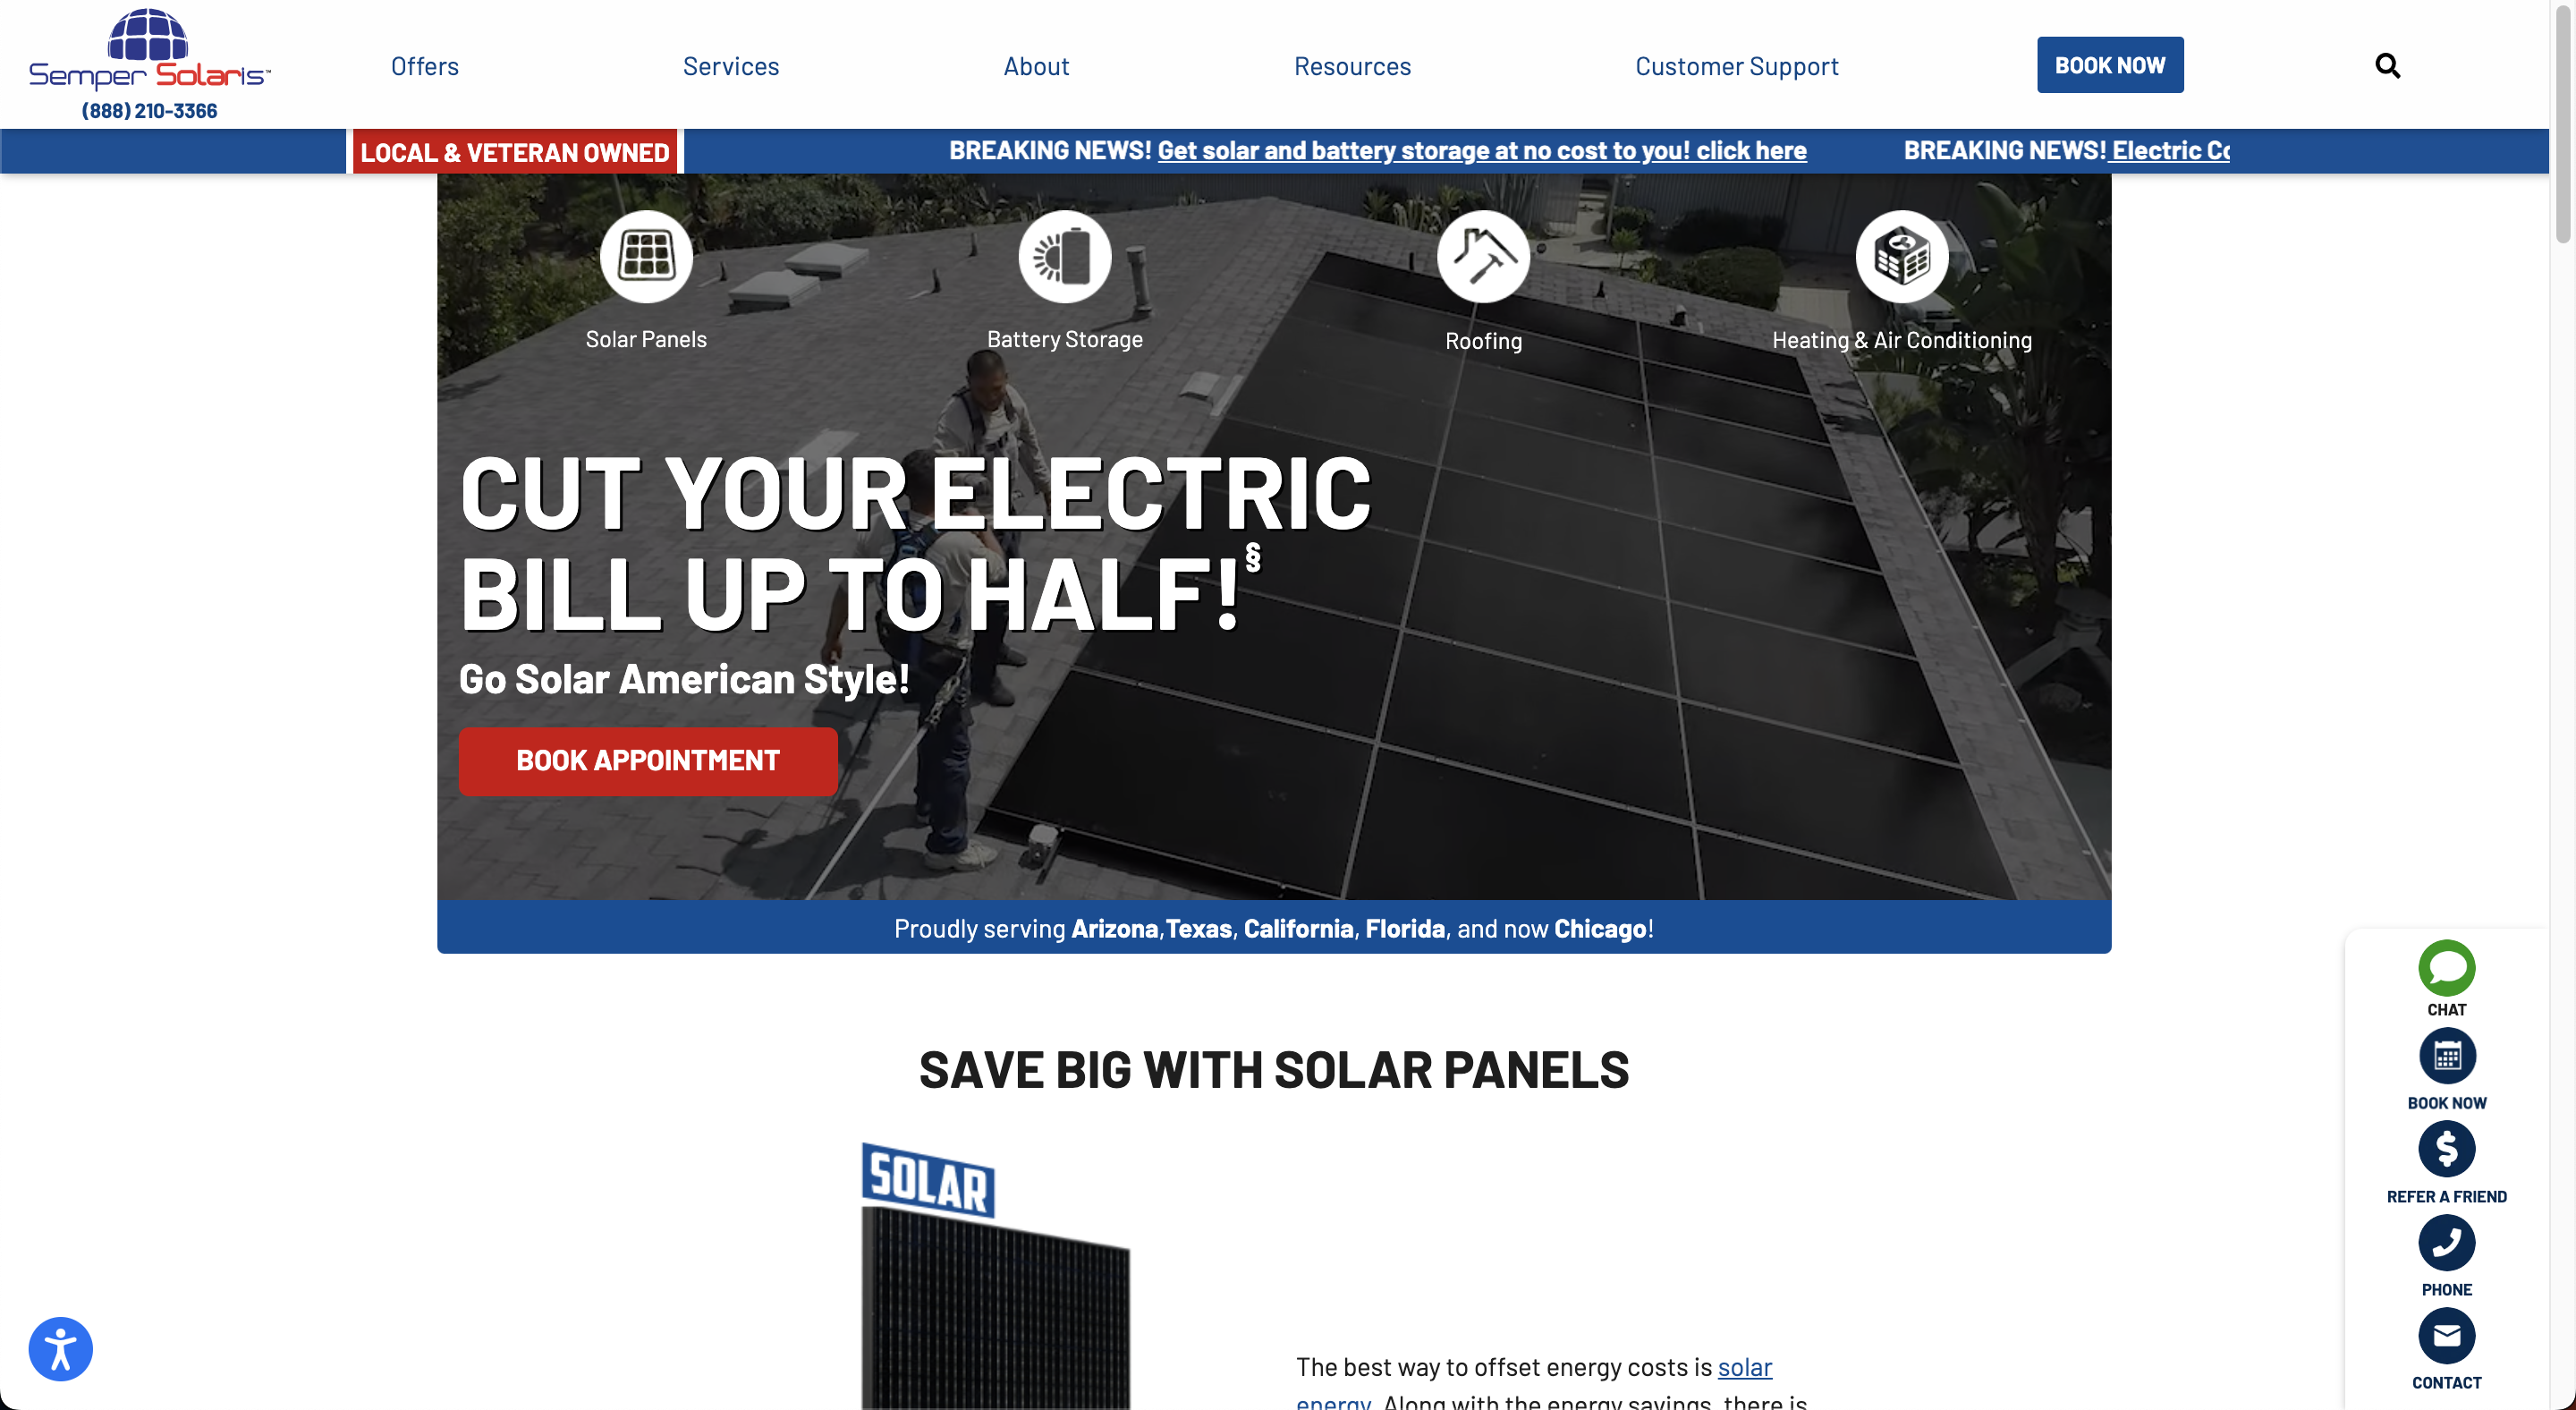 Semper Solaris™
(888) 210-3366
Offers
Services
About
Resources
Customer Support
BOOK NOW
LOCAL & VETERAN OWNED
BREAKING NEWS! Get solar and battery storage at no cost to you! click here
BREAKING NEWS! Electric
Solar Panels
Battery Storage
Roofing
Heating & Air Conditioning
CUT YOUR ELECTRIC
BILL UP TO HALF!§
Go Solar American Style!
BOOK APPOINTMENT
Proudly serving Arizona,Texas, California, Florida, and now Chicago!
SAVE BIG WITH SOLAR PANELS
SOLAR
The best way to offset energy costs is solar
energy. Along with the energy savings, there is
CHAT
BOOK NOW
REFER A FRIEND
PHONE
CONTACT